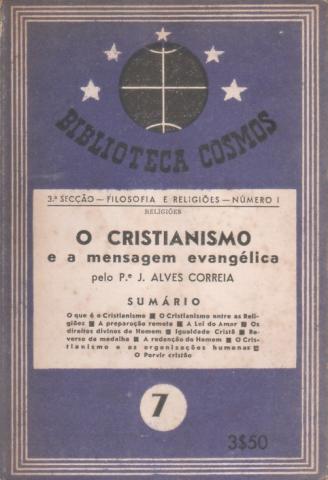 BIBLIOTECA COSMOS
3.ª SECÇÃO — FILOSOFIA E RELIGIÕES — NÚMERO I
RELIGIÕES
O CRISTIANISMO
e a mensagem evangélica
pelo P.e J. ALVES CORREIA
SUMÁRIO
O que é o Cristianismo ■ O Cristianismo entre as Reli-
giões ■ A preparação remota ■ A Lei do Amor ■ Os
direitos divinos do Homem ■ Igualdade Cristã ■ Re-
verso da medalha ■ A redenção do Homem ■ O Cris-
tianismo e as organizações humanas ■
O Porvir cristão
7
3$50